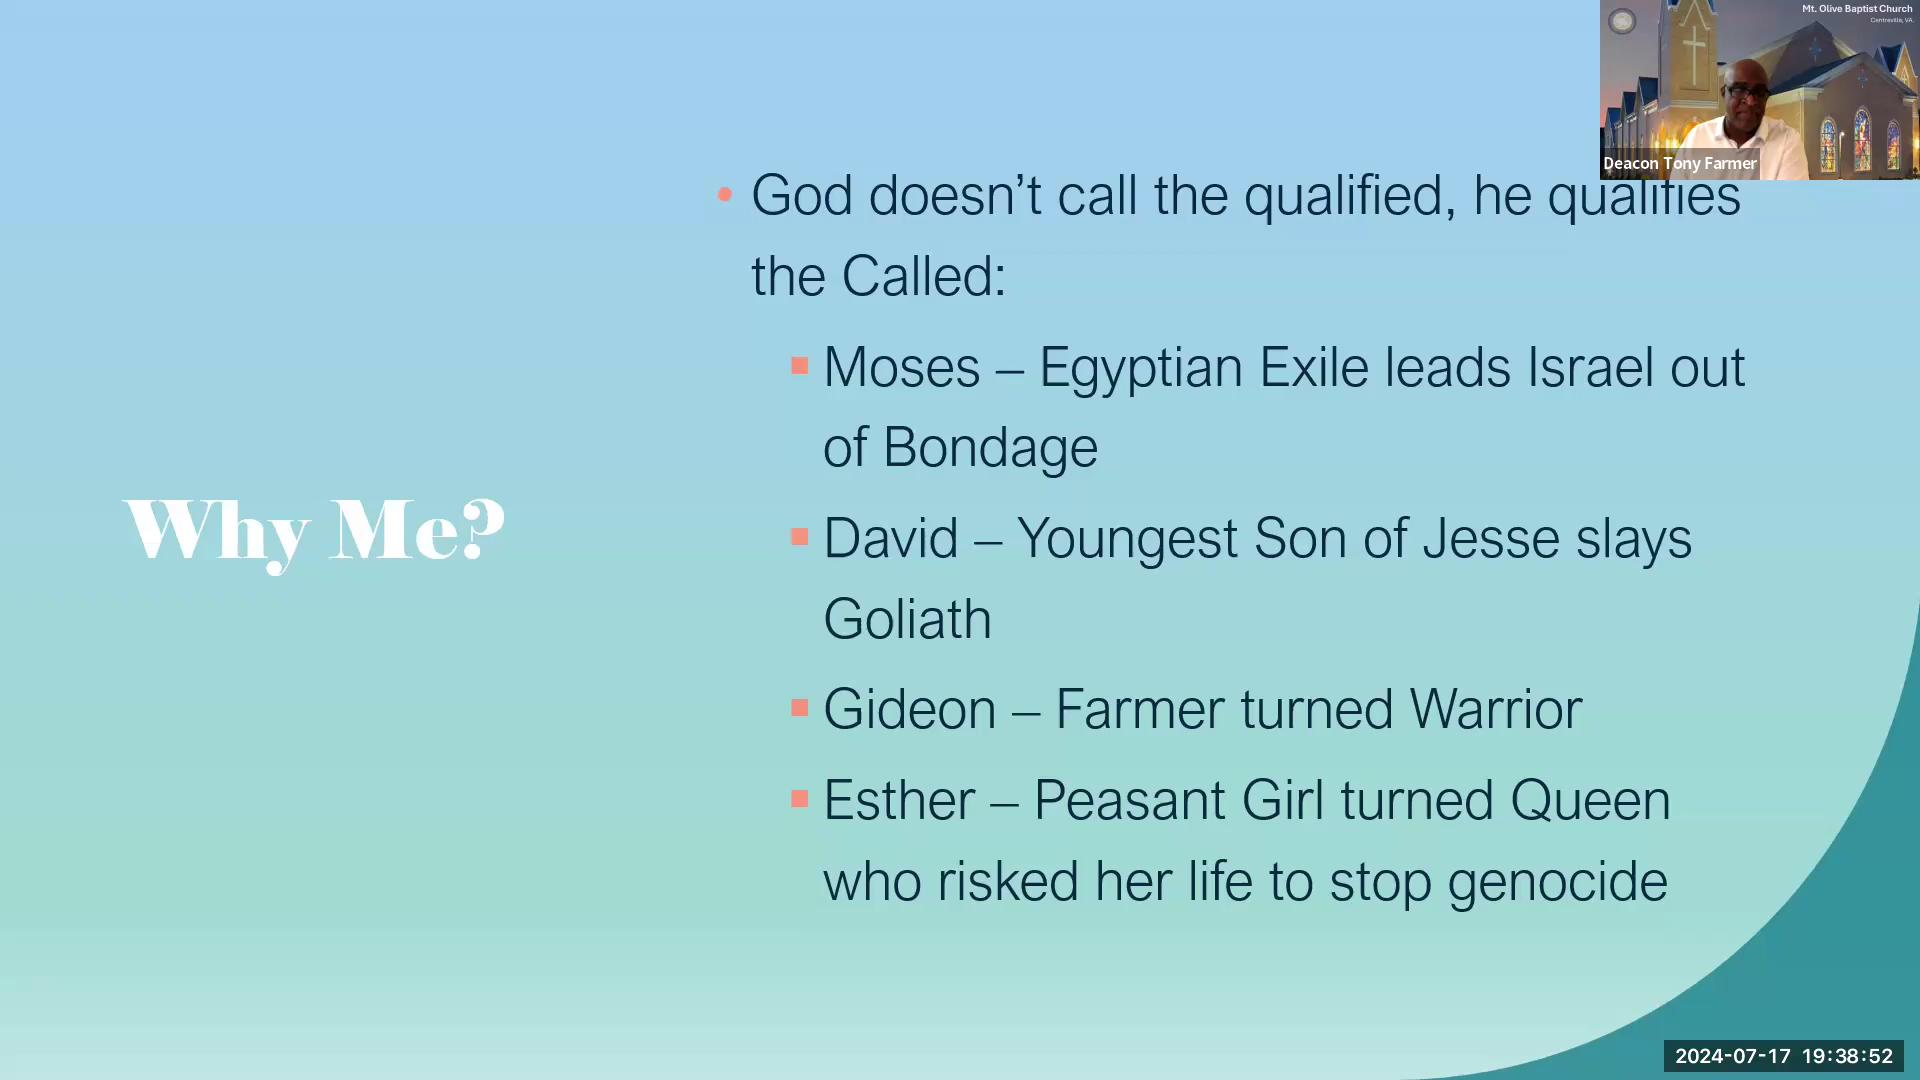 Mt. Olive Baptist Church
Centreville, VA.
Deacon Tony Farmer
Why Me?
• God doesn’t call the qualified, he qualifies
the Called:
▪ Moses – Egyptian Exile leads Israel out
of Bondage
▪ David – Youngest Son of Jesse slays
Goliath
▪ Gideon – Farmer turned Warrior
▪ Esther – Peasant Girl turned Queen
who risked her life to stop genocide
2024-07-17 19:38:52